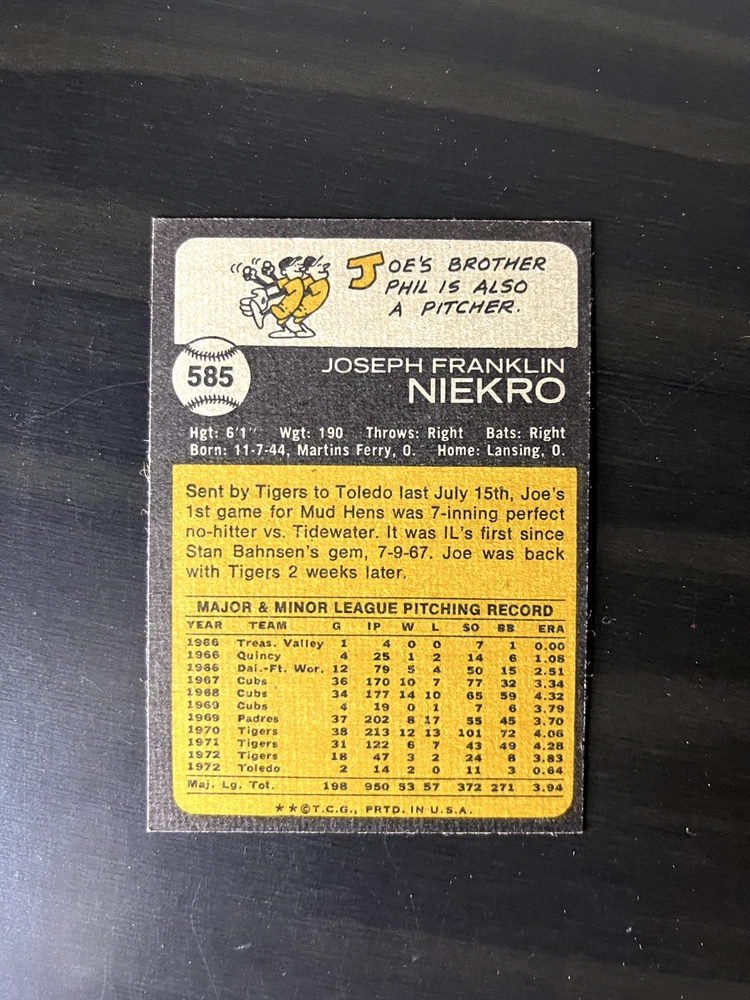 JOE'S BROTHER
PHIL IS ALSO
A PITCHER.
585
JOSEPH FRANKLIN
NIEKRO
Hgt: 6'1" Wgt: 190 Throws: Right Bats: Right
Born: 11-7-44, Martins Ferry, O. Home: Lansing, O.
Sent by Tigers to Toledo last July 15th, Joe's
1st game for Mud Hens was 7-inning perfect
no-hitter vs. Tidewater. It was IL's first since
Stan Bahnsen's gem, 7-9-67. Joe was back
with Tigers 2 weeks later.
MAJOR & MINOR LEAGUE PITCHING RECORD
YEAR TEAM G IP W L SO BB ERA
1966 Treas. Valley 1 4 0 0 7 1 0.00
1966 Quincy 4 25 1 2 14 6 1.08
1966 Dal.-Ft. Wor. 12 79 5 4 50 15 2.51
1967 Cubs 36 170 10 7 77 32 3.34
1968 Cubs 34 177 14 10 65 59 4.32
1969 Cubs 4 19 0 1 7 6 3.79
1969 Padres 37 202 8 17 55 45 3.70
1970 Tigers 38 213 12 13 101 72 4.06
1971 Tigers 31 122 6 7 43 49 4.28
1972 Tigers 18 47 3 2 24 8 3.83
1972 Toledo 2 14 2 0 11 3 0.64
Maj. Lg. Tot. 198 950 53 57 372 271 3.94
**©T.C.G., PRTD. IN U.S.A.